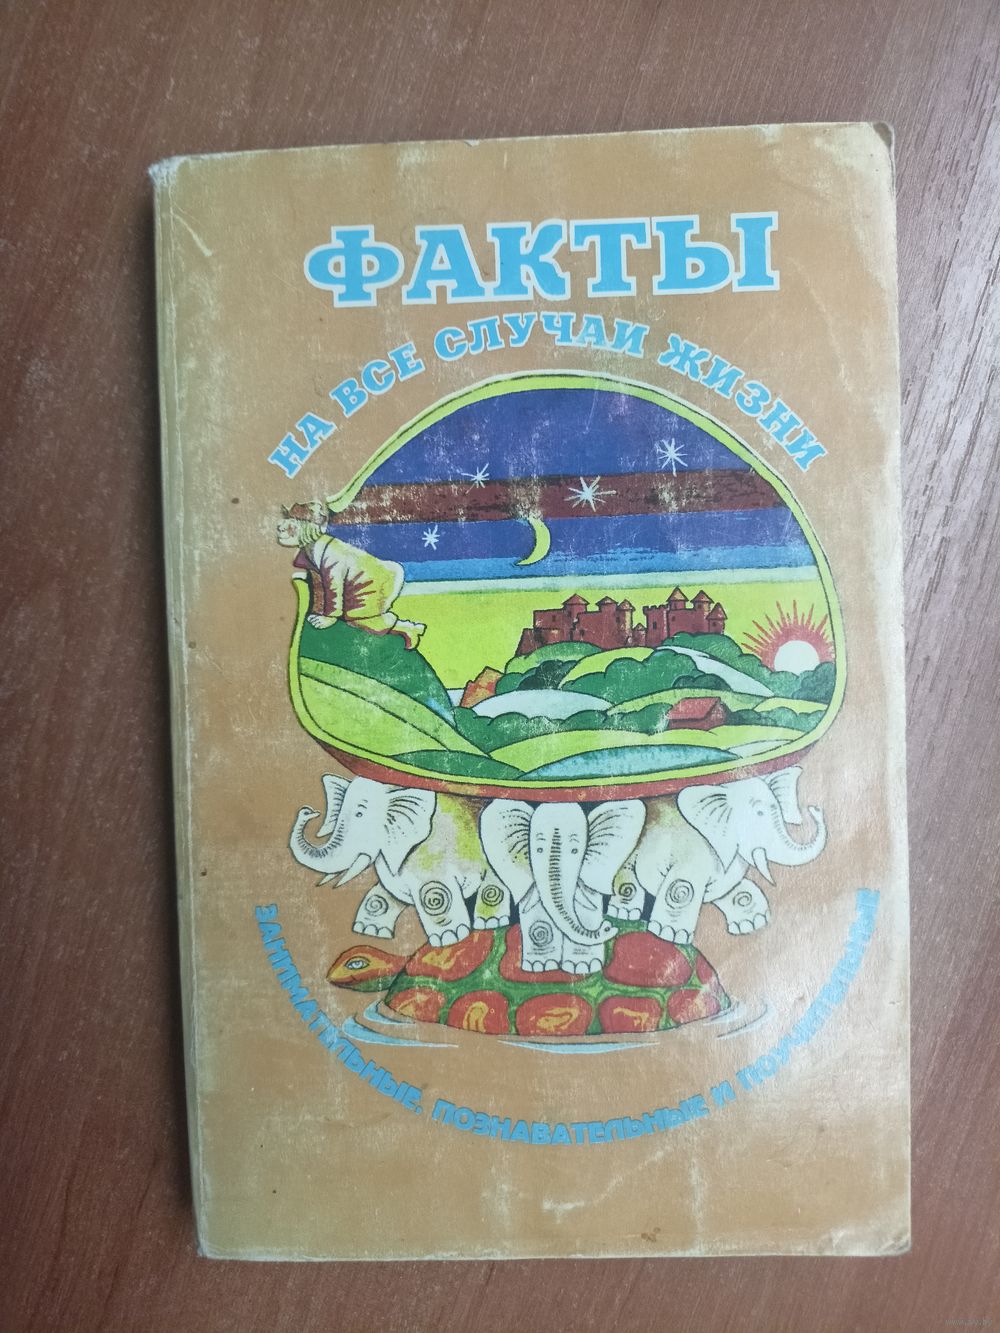 ФАКТЫ
НА ВСЕ СЛУЧАИ ЖИЗНИ
ЗАНИМАТЕЛЬНЫЕ, ПОЗНАВАТЕЛЬНЫЕ И ПОУЧИТЕЛЬНЫЕ